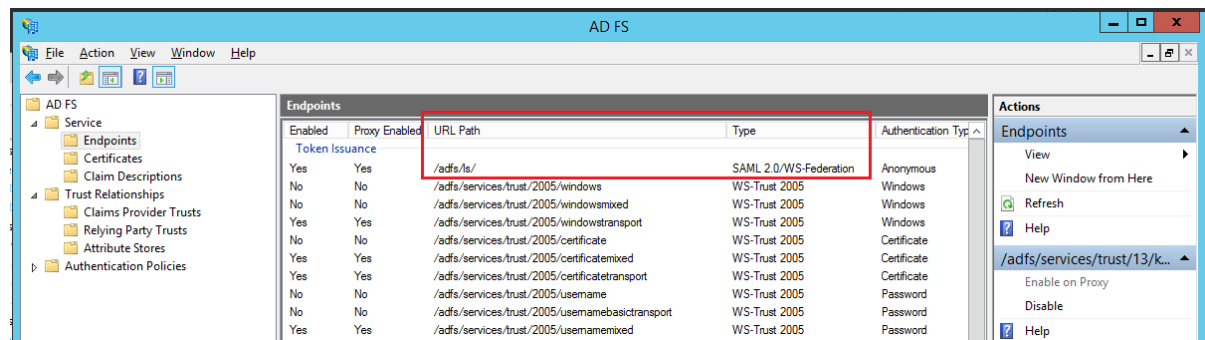 AD FS
File Action View Window Help
AD FS
Service
Endpoints
Certificates
Claim Descriptions
Trust Relationships
Claims Provider Trusts
Relying Party Trusts
Attribute Stores
Authentication Policies
Endpoints
Enabled Proxy Enabled URL Path Type Authentication Typ
Token Issuance
Yes Yes /adfs/ls/ SAML 2.0/WS-Federation Anonymous
No No /adfs/services/trust/2005/windows WS-Trust 2005 Windows
No No /adfs/services/trust/2005/windowsmixed WS-Trust 2005 Windows
Yes Yes /adfs/services/trust/2005/windowstransport WS-Trust 2005 Windows
No No /adfs/services/trust/2005/certificate WS-Trust 2005 Certificate
Yes Yes /adfs/services/trust/2005/certificatemixed WS-Trust 2005 Certificate
Yes Yes /adfs/services/trust/2005/certificatetransport WS-Trust 2005 Certificate
No No /adfs/services/trust/2005/username WS-Trust 2005 Password
No No /adfs/services/trust/2005/usernamebasictransport WS-Trust 2005 Password
Yes Yes /adfs/services/trust/2005/usernamemixed WS-Trust 2005 Password
Actions
Endpoints
View
New Window from Here
Refresh
Help
/adfs/services/trust/13/k...
Enable on Proxy
Disable
Help